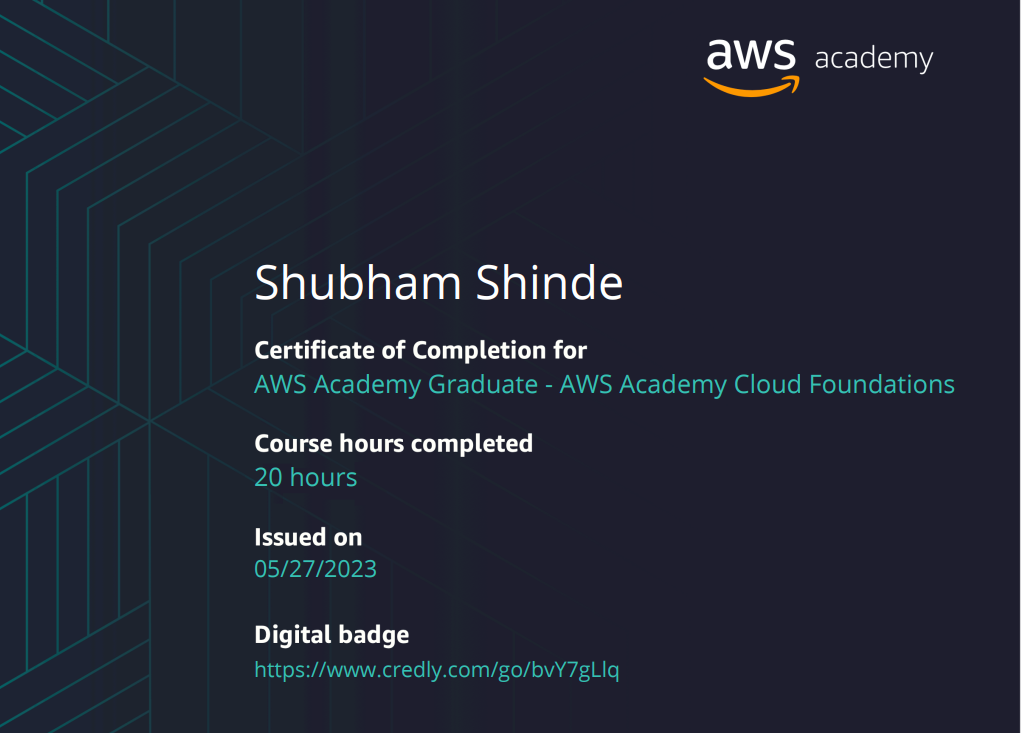 aws academy
Shubham Shinde
Certificate of Completion for
AWS Academy Graduate - AWS Academy Cloud Foundations
Course hours completed
20 hours
Issued on
05/27/2023
Digital badge
https://www.credly.com/go/bvY7gLlq